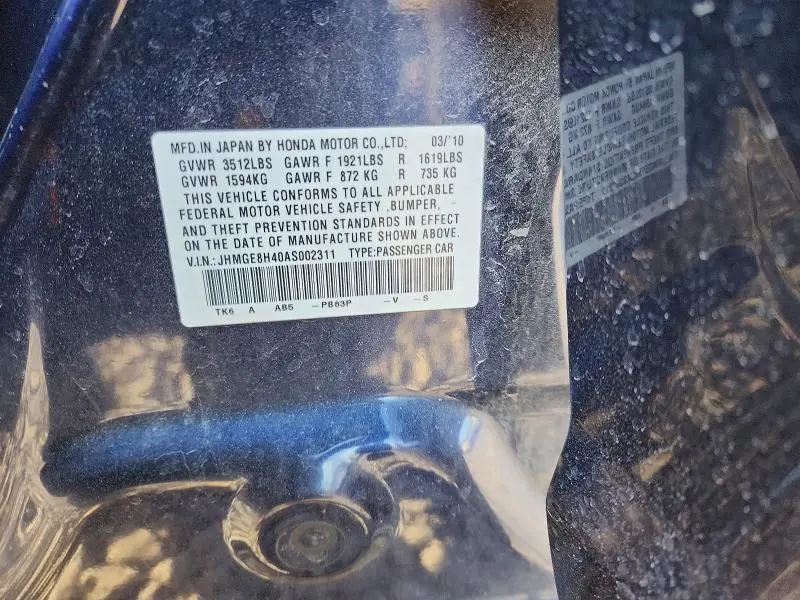 MFD.IN JAPAN BY HONDA MOTOR CO.,LTD; 03/'10
GVWR 3512LBS GAWR F 1921LBS R 1619LBS
GVWR 1594KG GAWR F 872 KG R 735 KG
THIS VEHICLE CONFORMS TO ALL APPLICABLE
FEDERAL MOTOR VEHICLE SAFETY ,BUMPER, -
AND THEFT PREVENTION STANDARDS IN EFFECT
ON THE DATE OF MANUFACTURE SHOWN ABOVE.
V.I.N.: JHMGE8H40AS002311 TYPE:PASSENGER CAR
TK6 A AB5 -PB83P -V -S